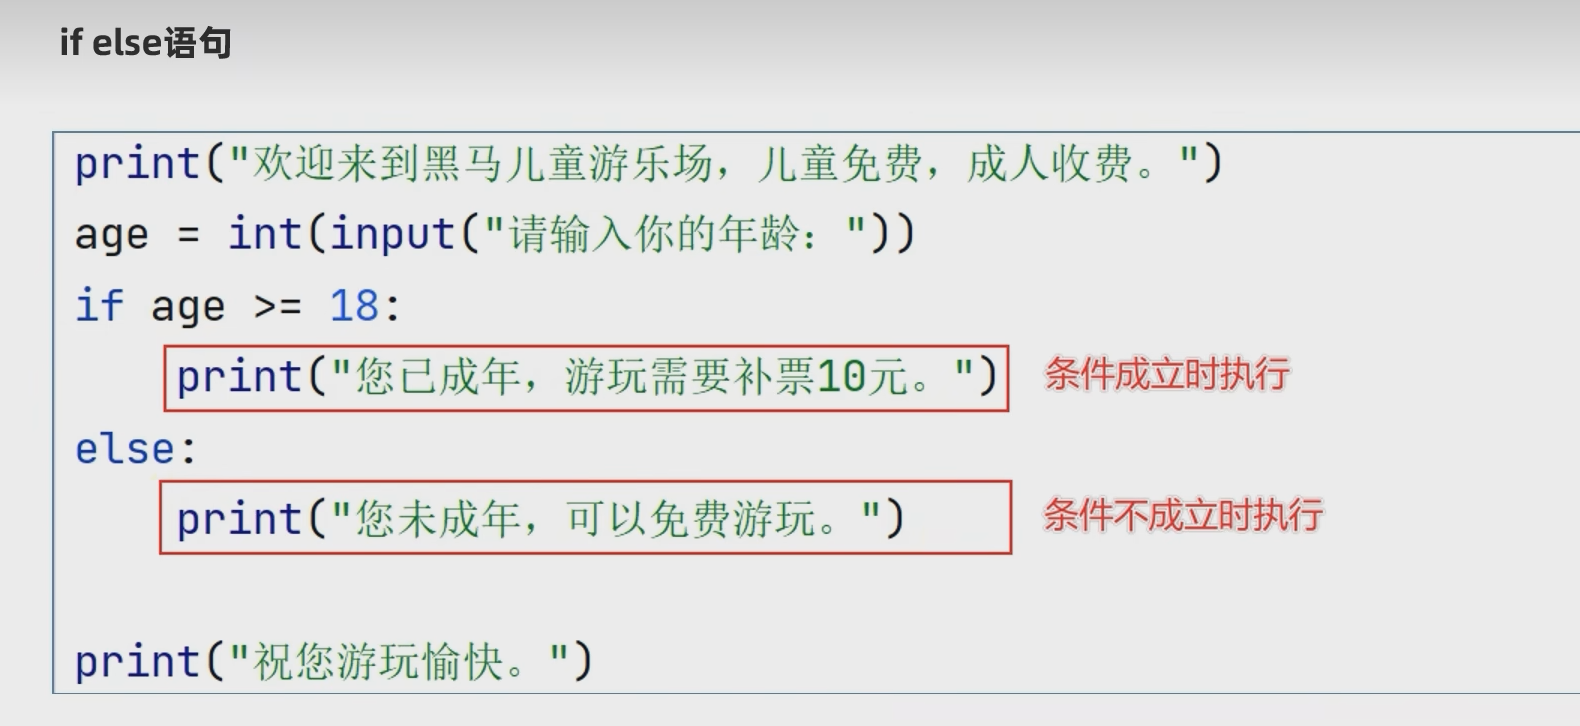 if else语句
print("欢迎来到黑马儿童游乐场，儿童免费，成人收费。")
age = int(input("请输入你的年龄："))
if age >= 18:
    print("您已成年，游玩需要补票10元。") 条件成立时执行
else:
    print("您未成年，可以免费游玩。") 条件不成立时执行
print("祝您游玩愉快。")